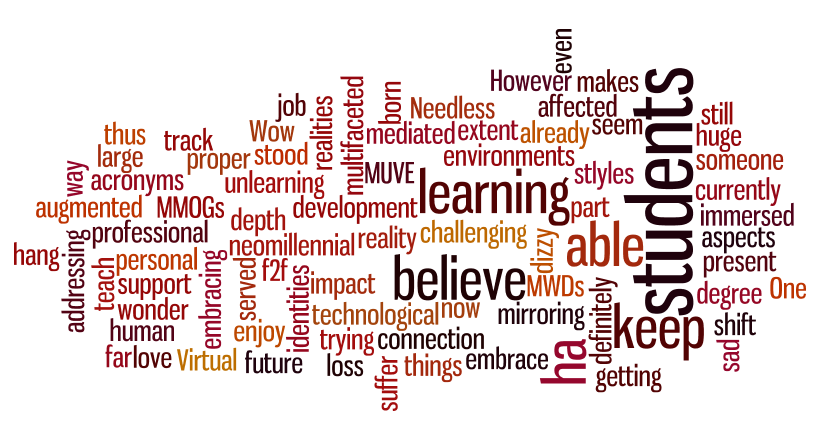 even
However makes
students
job
born
Needless
affected
still
thus
track
Wow
realities
multifaceted
mediated
extent
already
seem
huge
large
proper
stood
environments
someone
way
acronyms
unlearning
MUVE
learning
stlyles
currently
augmented
MMOGs
depth
development
part
immersed
hang
addressing
professional
neomillennial
reality
challenging
dizzy
able
aspects
teach
personal
embracing
served
f2f
identities
impact
believe
MWDs
present
support
wonder
technological
now
mirroring
definitely
keep
degree
One
human
enjoy
trying
connection
shift
far
love
Virtual
future
loss
suffer
things
embrace
ha
getting
sad